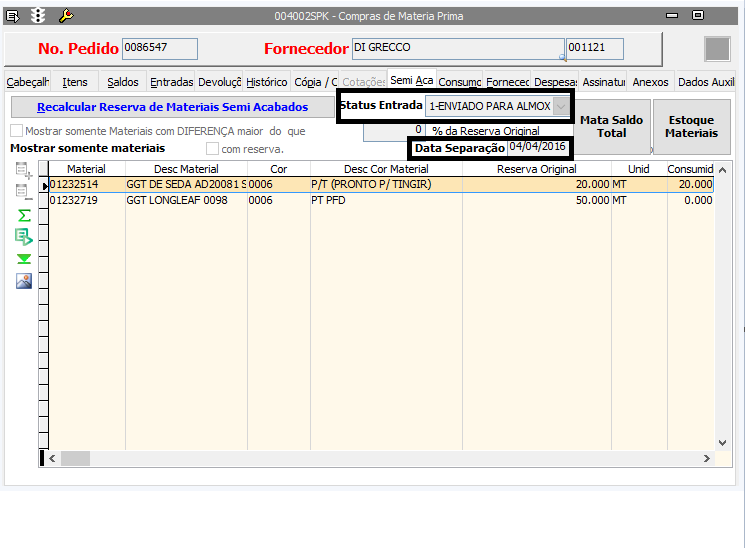 004002SPK - Compras de Materia Prima
No. Pedido 0086547 Fornecedor DI GRECCO 001121
Cabeçalh Itens Saldos Entradas Devoluçõ Histórico Cópia / C Cotações Semi Aca Consumo Fornecec Despesas Assinatur Anexos Dados Auxil
Recalcular Reserva de Materiais Semi Acabados Status Entrada 1-ENVIADO PARA ALMOX Mata Saldo Total Estoque Materiais
Mostrar somente Materiais com DIFERENÇA maior do que 0 % da Reserva Original
Mostrar somente materiais com reserva. Data Separação 04/04/2016
Material Desc Material Cor Desc Cor Material Reserva Original Unid Consumid
01232514 GGT DE SEDA AD20081 S 0006 P/T (PRONTO P/ TINGIR) 20.000 MT 20.000
01232719 GGT LONGLEAF 0098 0006 PT PFD 50.000 MT 0.000